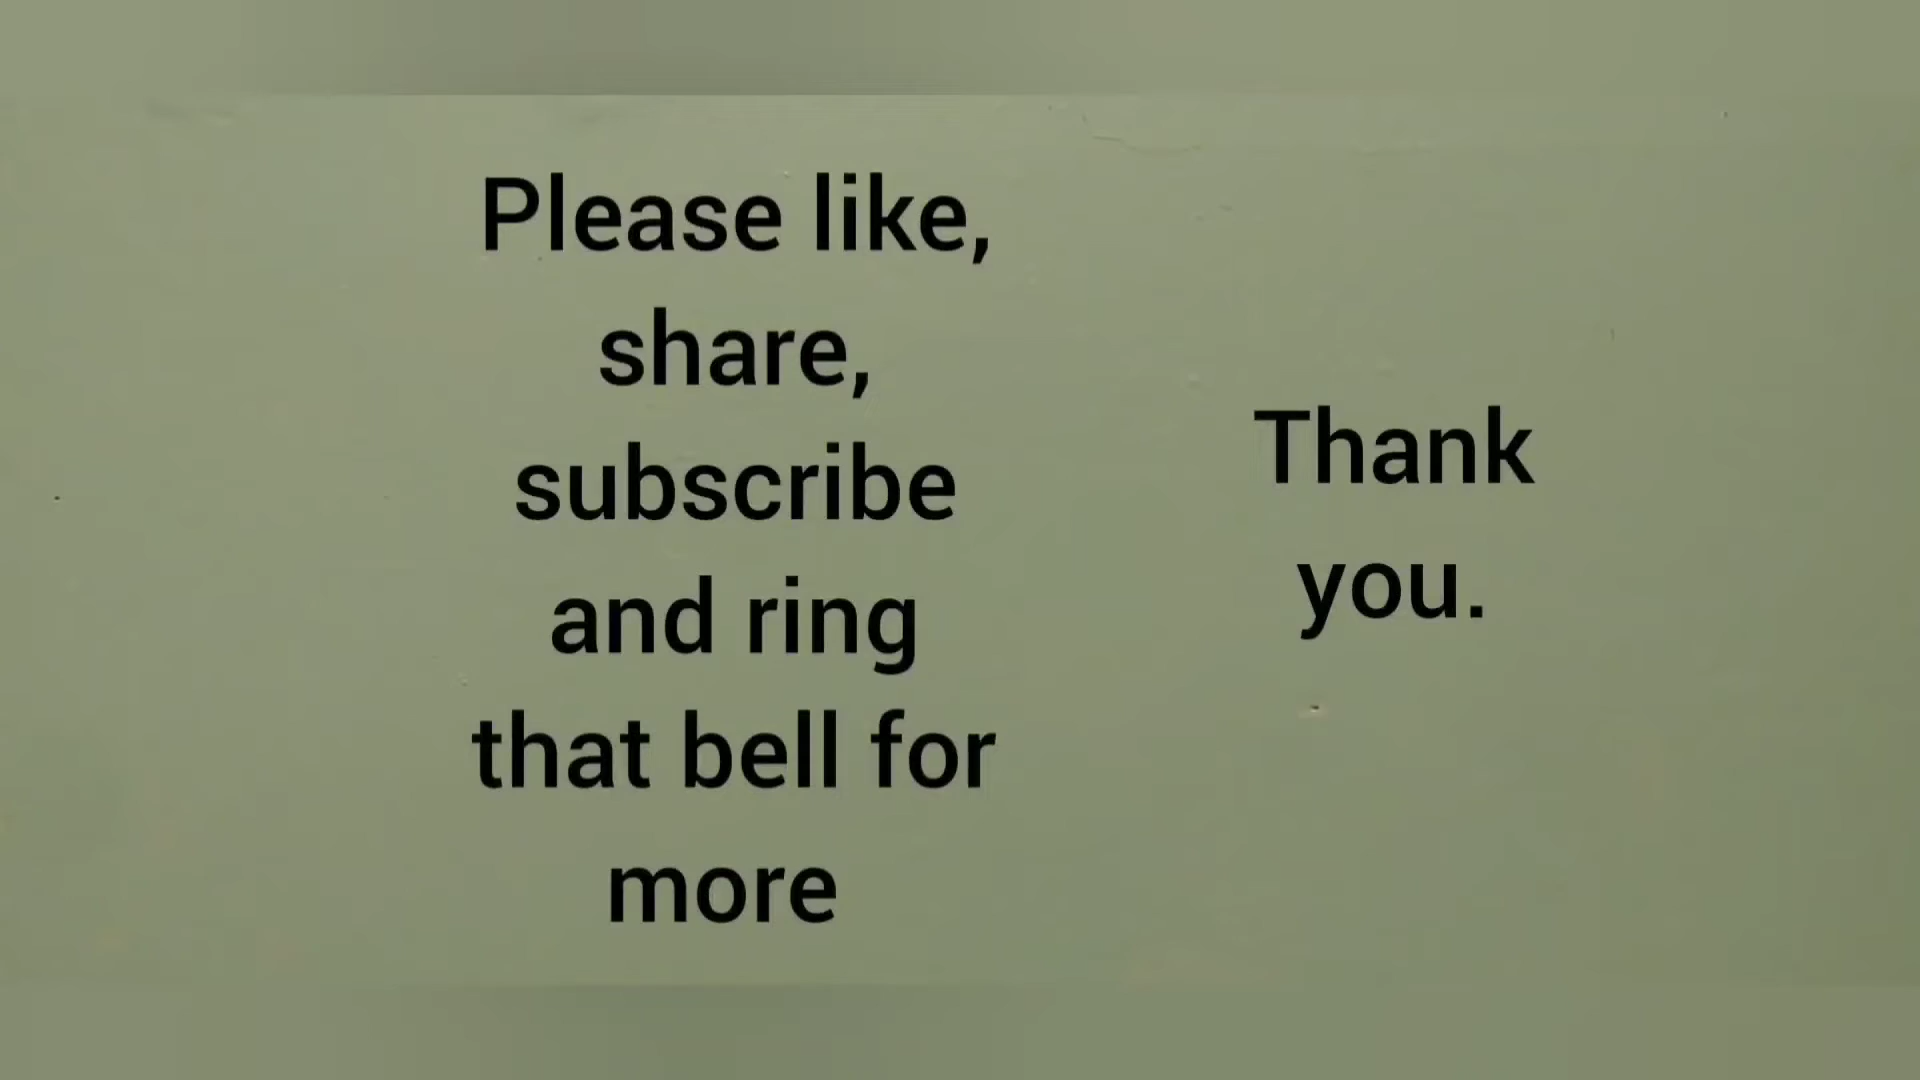 Please like,
share,
subscribe
and ring
that bell for
more
Thank
you.